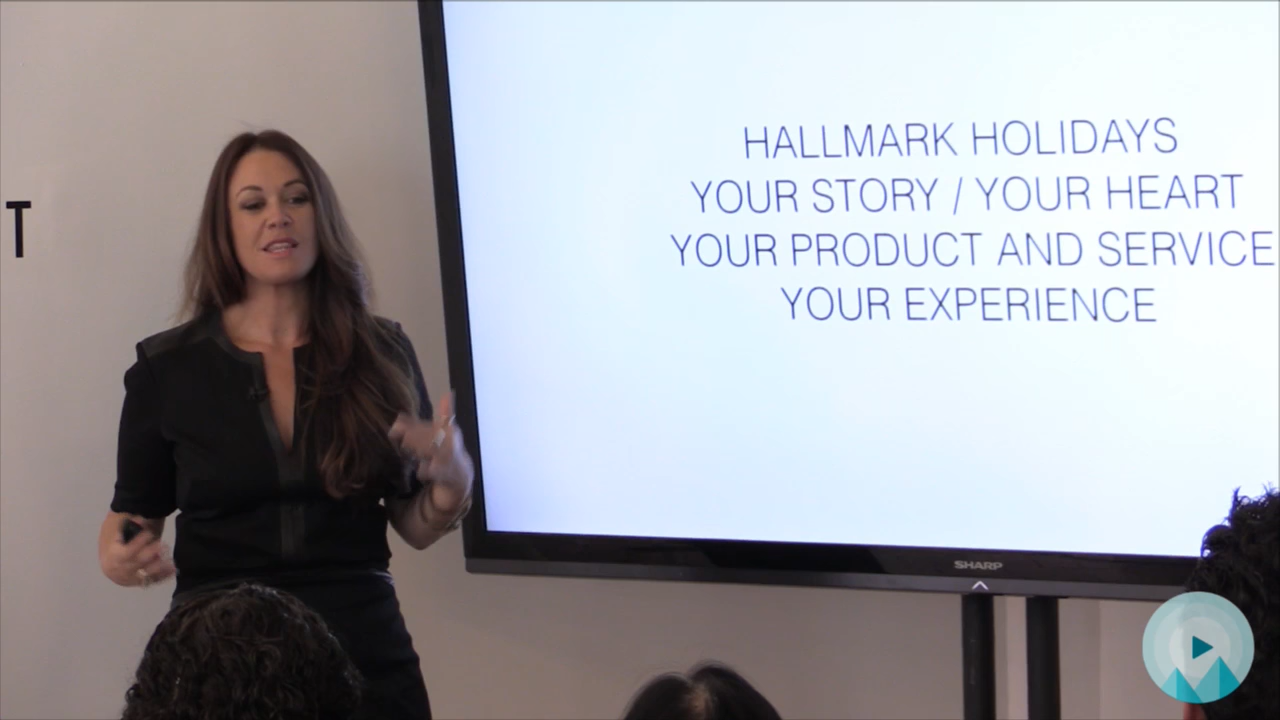 T
HALLMARK HOLIDAYS
YOUR STORY / YOUR HEART
YOUR PRODUCT AND SERVICE
YOUR EXPERIENCE
SHARP